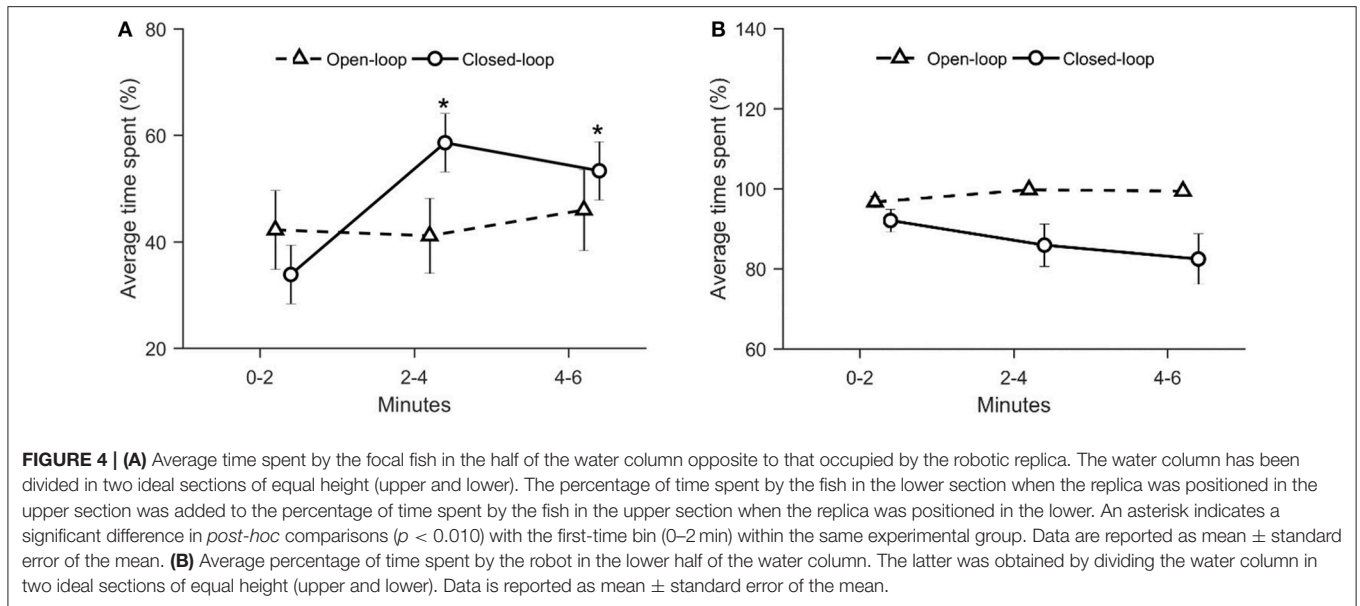 A
80
60
40
20
Average time spent (%)
Open-loop Closed-loop
*
*
0-2 2-4 4-6
Minutes
B
140
120
100
80
60
Average time spent (%)
Open-loop Closed-loop
0-2 2-4 4-6
Minutes
FIGURE 4 | (A) Average time spent by the focal fish in the half of the water column opposite to that occupied by the robotic replica. The water column has been
divided in two ideal sections of equal height (upper and lower). The percentage of time spent by the fish in the lower section when the replica was positioned in the
upper section was added to the percentage of time spent by the fish in the upper section when the replica was positioned in the lower. An asterisk indicates a
significant difference in post-hoc comparisons (p < 0.010) with the first-time bin (0–2 min) within the same experimental group. Data are reported as mean ± standard
error of the mean. (B) Average percentage of time spent by the robot in the lower half of the water column. The latter was obtained by dividing the water column in
two ideal sections of equal height (upper and lower). Data is reported as mean ± standard error of the mean.